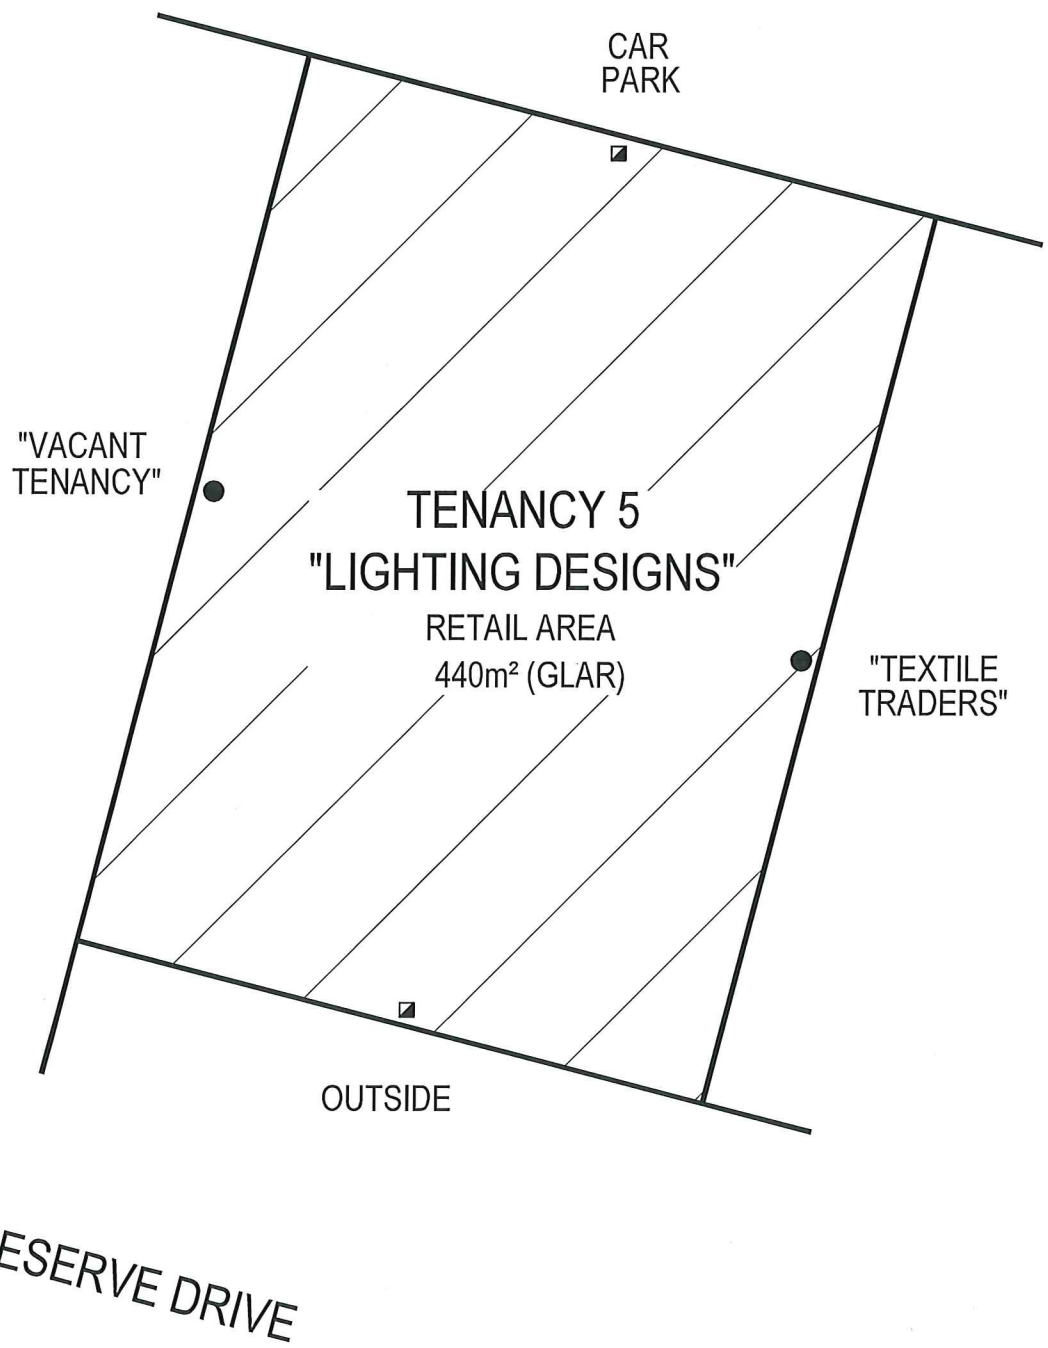 CAR
PARK
"VACANT
TENANCY"
TENANCY 5
"LIGHTING DESIGNS"
RETAIL AREA
440m² (GLAR)
"TEXTILE
TRADERS"
OUTSIDE
ESERVE DRIVE